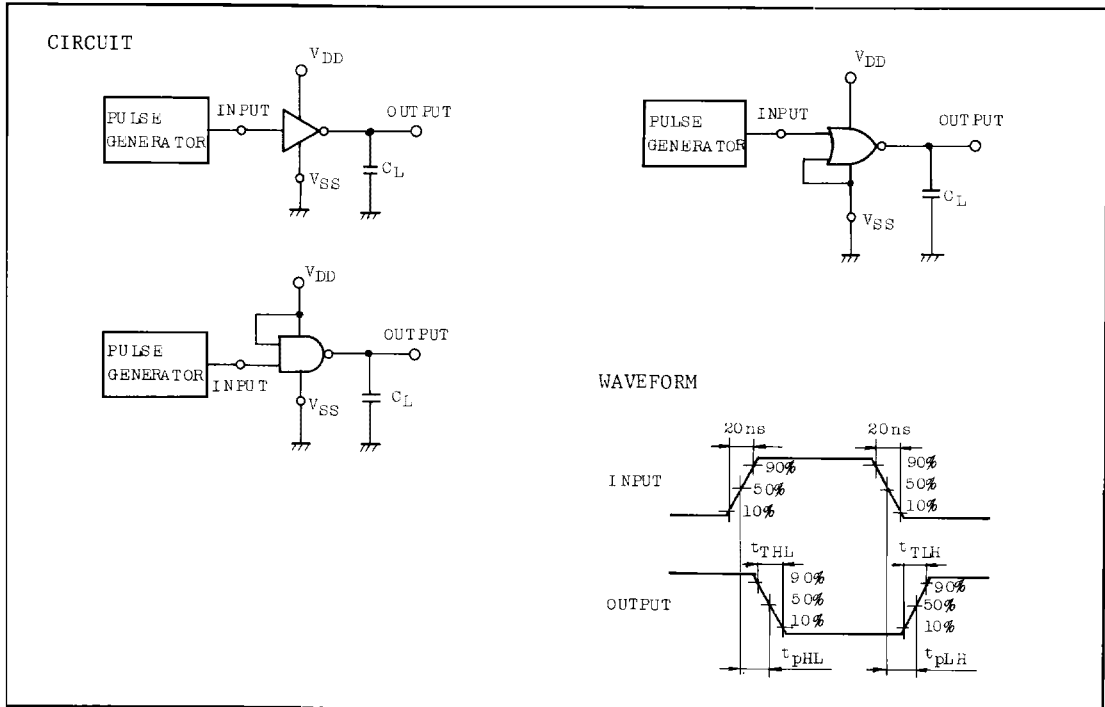 CIRCUIT
VDD
PULSE
GENERATOR
INPUT
OUTPUT
CL
VSS
VDD
PULSE
GENERATOR
INPUT
OUTPUT
CL
VSS
VDD
PULSE
GENERATOR
INPUT
OUTPUT
CL
VSS
WAVEFORM
20ns
20ns
INPUT
90%
50%
10%
90%
50%
10%
tTHL
tTLH
OUTPUT
90%
50%
10%
90%
50%
10%
tpHL
tpLH